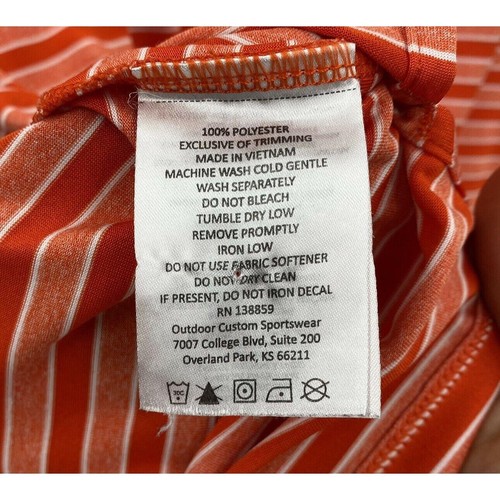 100% POLYESTER
EXCLUSIVE OF TRIMMING
MADE IN VIETNAM
MACHINE WASH COLD GENTLE
WASH SEPARATELY
DO NOT BLEACH
TUMBLE DRY LOW
REMOVE PROMPTLY
IRON LOW
DO NOT USE FABRIC SOFTENER
DO NOT DRY CLEAN
IF PRESENT, DO NOT IRON DECAL
RN 138859
Outdoor Custom Sportswear
7007 College Blvd, Suite 200
Overland Park, KS 66211
30C